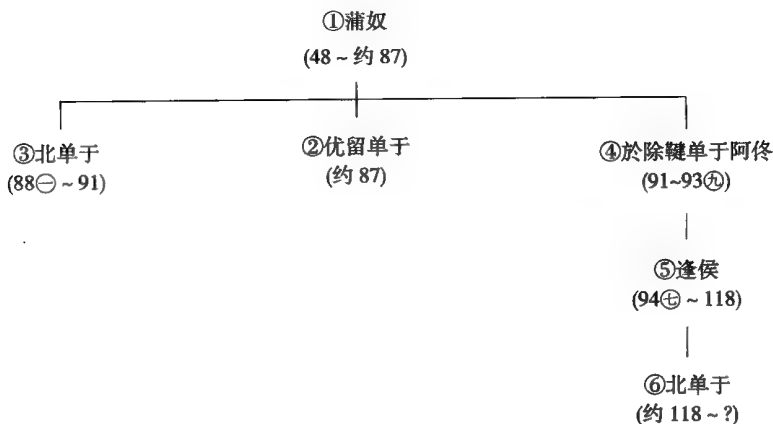 ①蒲奴
(48~约87)
③北单于
(88㊀~91)
②优留单于
(约87)
④於除鞬单于阿佟
(91~93㊈)
⑤逢侯
(94㊆~118)
⑥北单于
(约118~?)